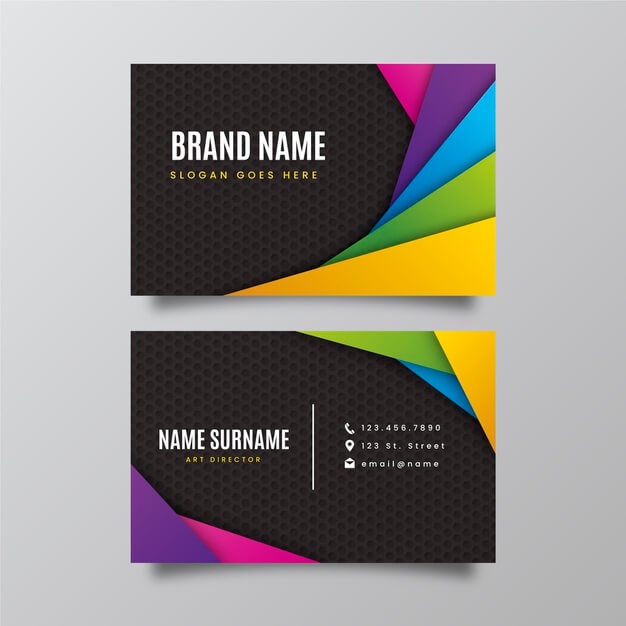 BRAND NAME
SLOGAN GOES HERE
NAME SURNAME
ART DIRECTOR
123.456.7890
123 St. Street
email@name